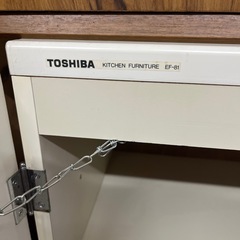 TOSHIBA KITCHEN FURNITURE EF-81